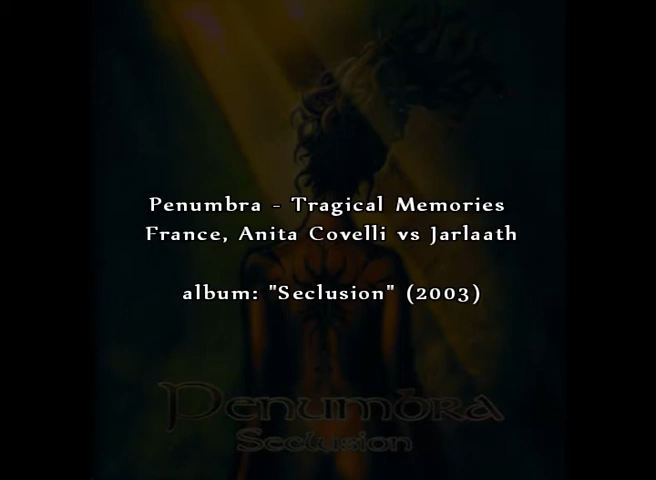 Penumbra - Tragical Memories
France, Anita Covelli vs Jarlaath
album: "Seclusion" (2003)
Penumbra
Seclusion